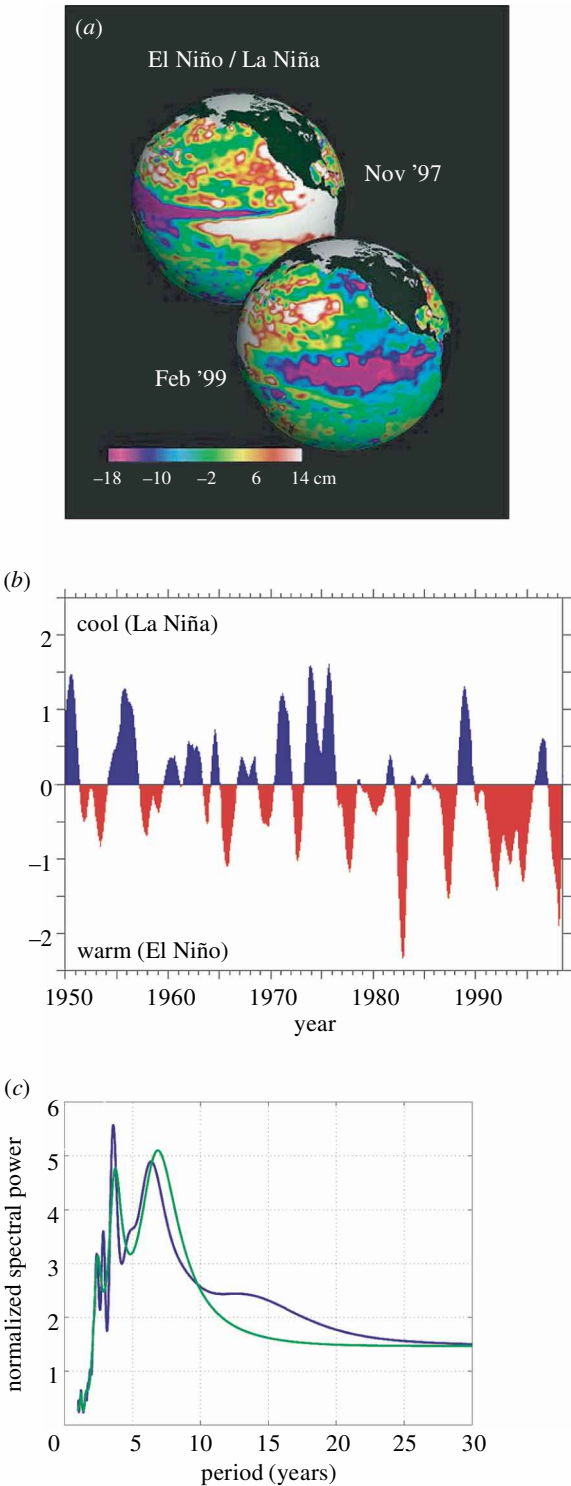 (a)
El Niño / La Niña
Nov '97
Feb '99
–18 –10 –2 6 14 cm
(b)
cool (La Niña)
2
1
0
–1
–2
warm (El Niño)
1950 1960 1970 1980 1990
year
(c)
6
5
4
3
2
1
normalized spectral power
0 5 10 15 20 25 30
period (years)